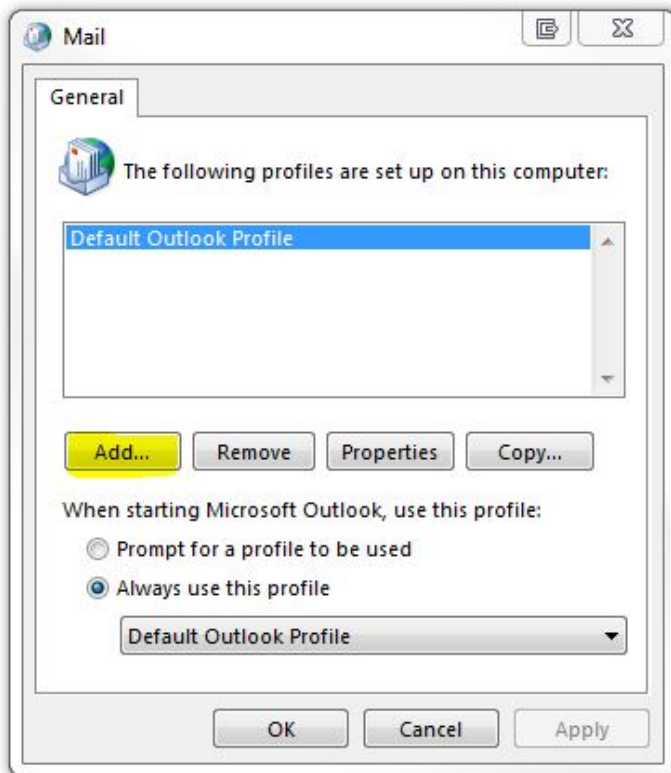 Mail
General
The following profiles are set up on this computer:
Default Outlook Profile
Add... Remove Properties Copy...
When starting Microsoft Outlook, use this profile:
Prompt for a profile to be used
Always use this profile
Default Outlook Profile
OK Cancel Apply